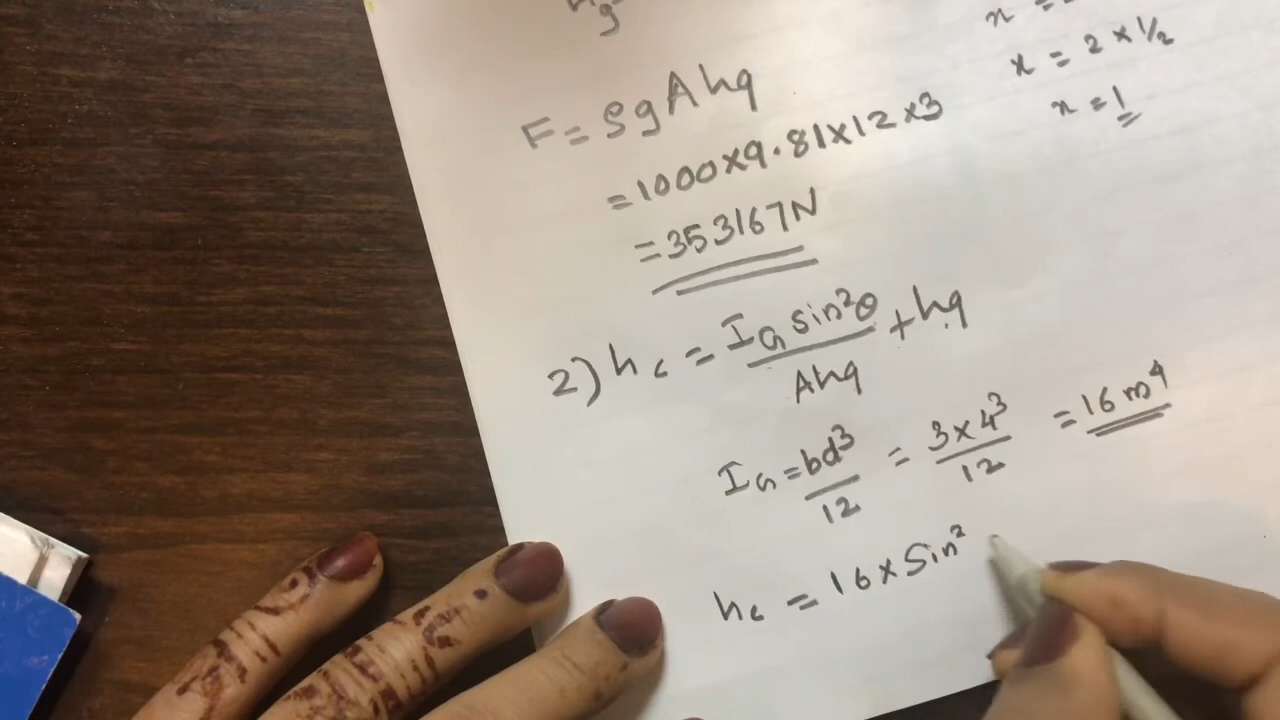 x = 2 × 1/2
x = 1
F = ρgAhg
= 1000×9.81×12×3
= 353167N
2) hc = IG sin²θ / Ahg + hg
IG = bd³/12 = 3×4³/12 = 16 m⁴
hc = 16 × Sin²